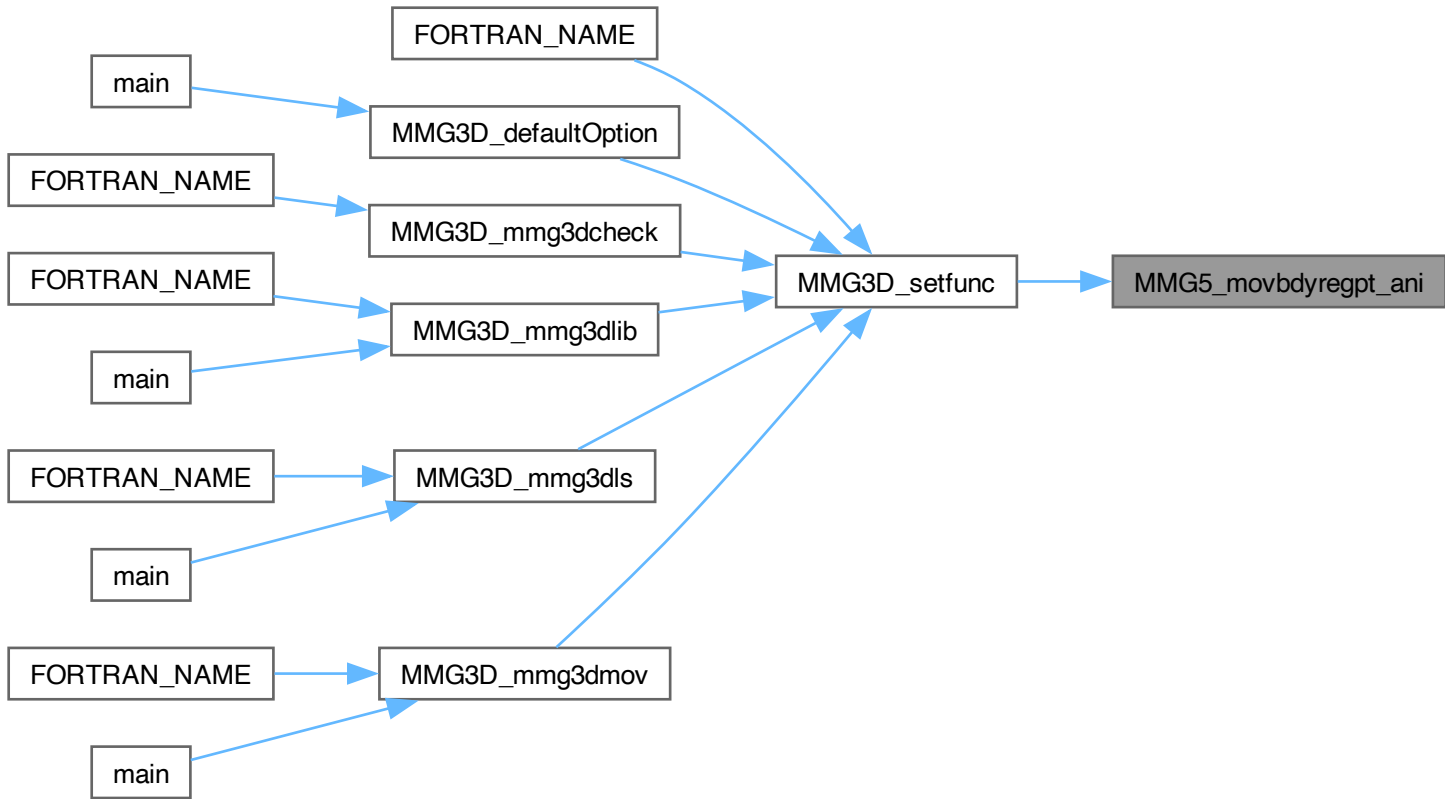 FORTRAN_NAME
main
MMG3D_defaultOption
FORTRAN_NAME
MMG3D_mmg3dcheck
FORTRAN_NAME
MMG3D_setfunc
MMG5_movbdyregpt_ani
MMG3D_mmg3dlib
main
FORTRAN_NAME
MMG3D_mmg3dls
main
FORTRAN_NAME
MMG3D_mmg3dmov
main